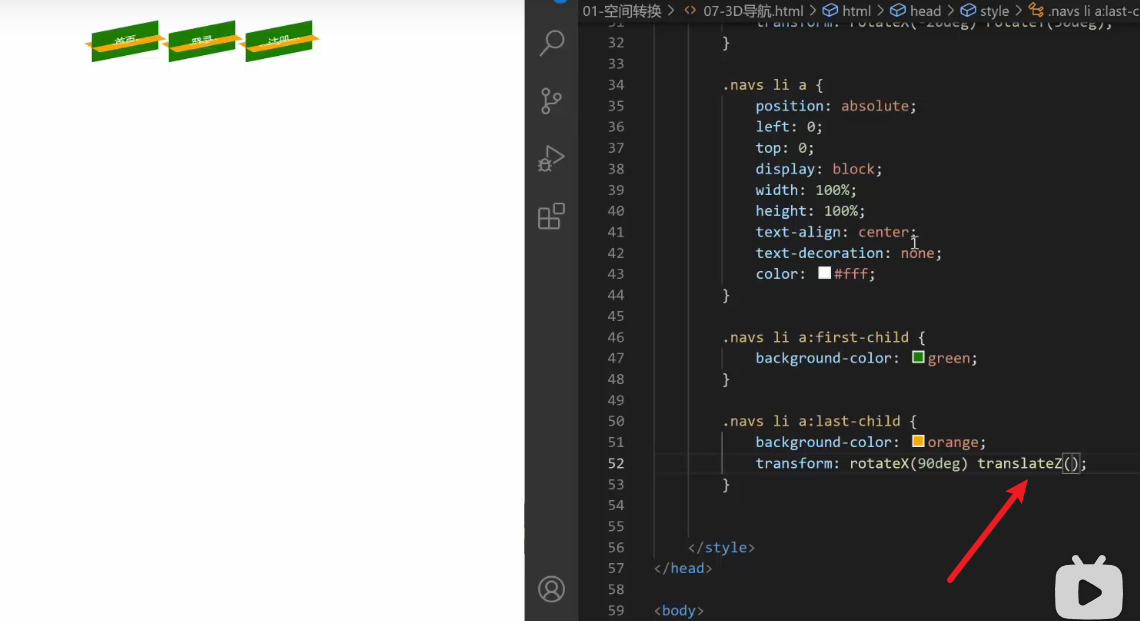 首页
登录
注册
01-空间转换 > <> 07-3D导航.html > html > head > style > .navs li a:last-c
31 transform: rotateX(-20deg) rotateY(30deg);
32 }
33
34 .navs li a {
35 position: absolute;
36 left: 0;
37 top: 0;
38 display: block;
39 width: 100%;
40 height: 100%;
41 text-align: center;
42 text-decoration: none;
43 color: #fff;
44 }
45
46 .navs li a:first-child {
47 background-color: green;
48 }
49
50 .navs li a:last-child {
51 background-color: orange;
52 transform: rotateX(90deg) translateZ();
53 }
54
55
56 </style>
57 </head>
58
59 <body>